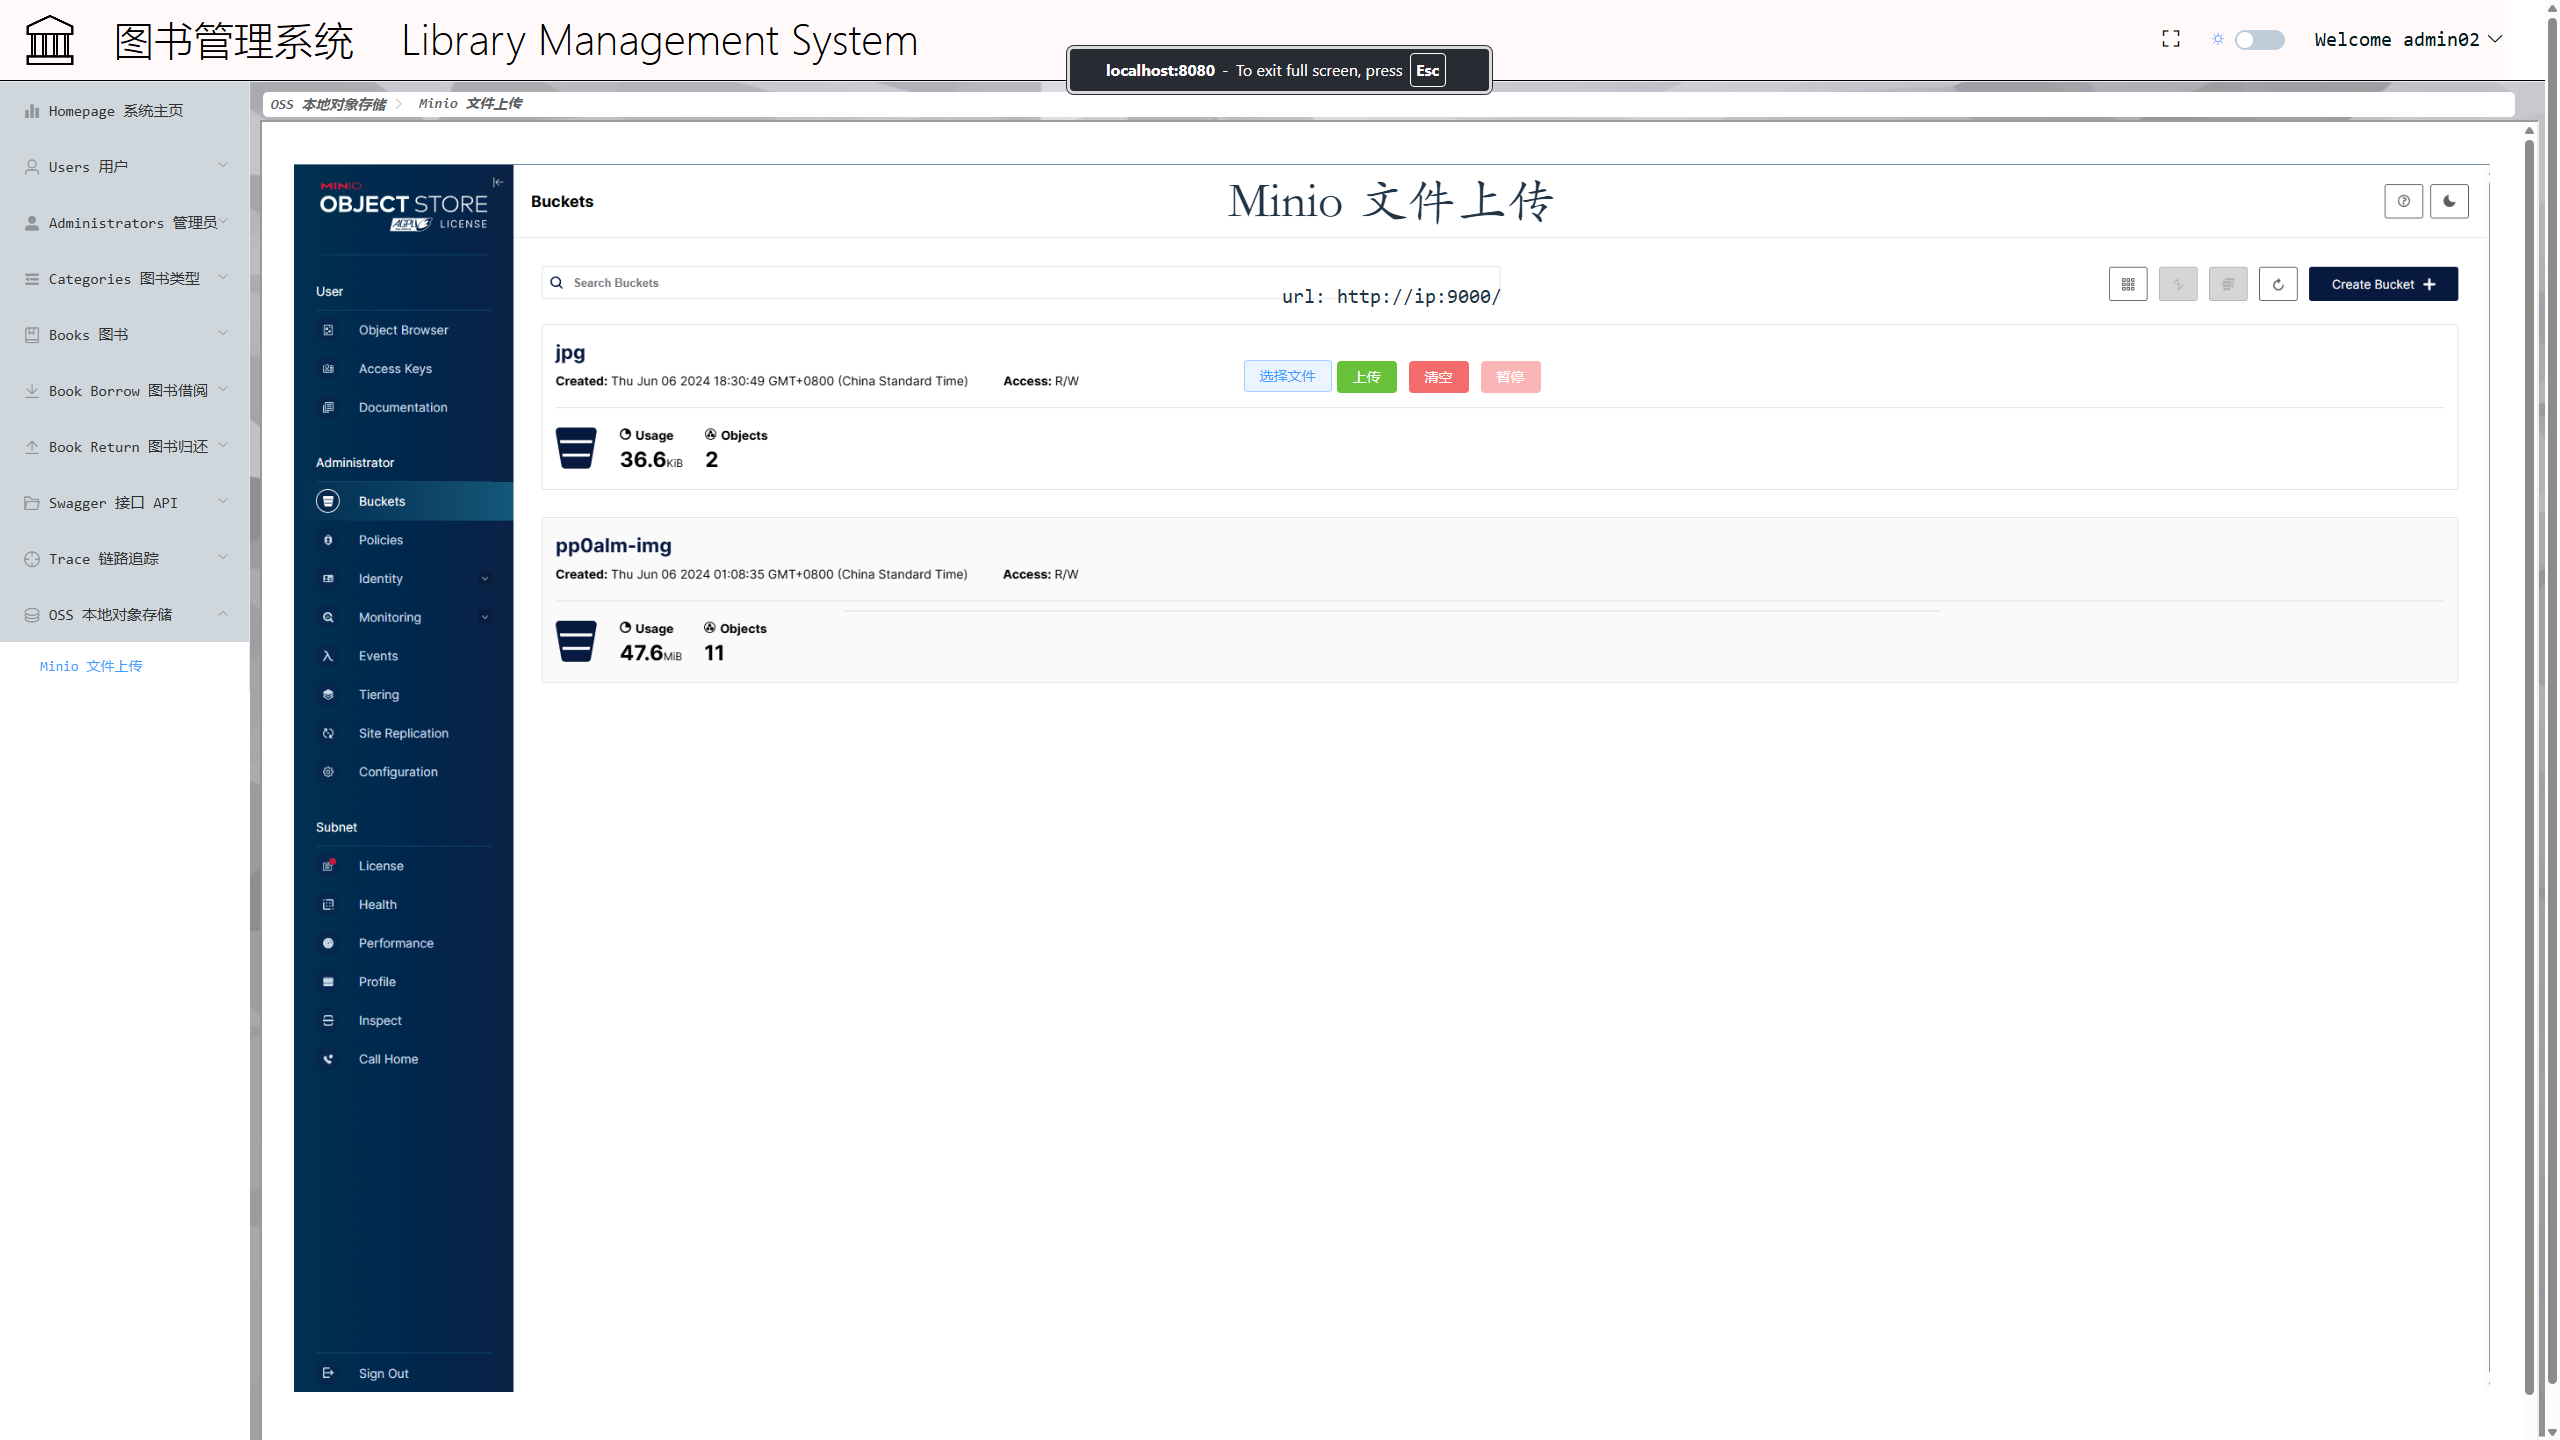 图书管理系统 Library Management System
localhost:8080 - To exit full screen, press Esc
Welcome admin02
Homepage 系统主页
Users 用户
Administrators 管理员
Categories 图书类型
Books 图书
Book Borrow 图书借阅
Book Return 图书归还
Swagger 接口 API
Trace 链路追踪
OSS 本地对象存储
Minio 文件上传
OSS 本地对象存储
Minio 文件上传
MINIO
OBJECT STORE
AGPL LICENSE
User
Object Browser
Access Keys
Documentation
Administrator
Buckets
Policies
Identity
Monitoring
Events
Tiering
Site Replication
Configuration
Subnet
License
Health
Performance
Profile
Inspect
Call Home
Sign Out
Buckets
Minio 文件上传
Search Buckets
url: http://ip:9000/
Create Bucket +
jpg
Created: Thu Jun 06 2024 18:30:49 GMT+0800 (China Standard Time) Access: R/W
选择文件 上传 清空 暂停
Usage Objects
36.6KiB 2
pp0alm-img
Created: Thu Jun 06 2024 01:08:35 GMT+0800 (China Standard Time) Access: R/W
Usage Objects
47.6MiB 11